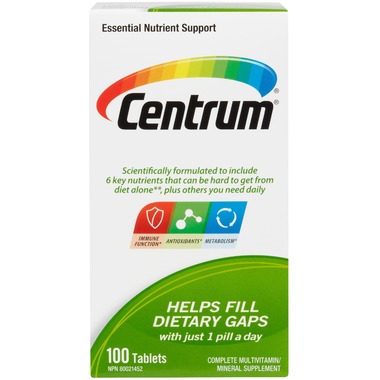 Essential Nutrient Support
Centrum®
Scientifically formulated to include
6 key nutrients that can be hard to get from
diet alone**, plus others you need daily
IMMUNE FUNCTION*
ANTIOXIDANTS*
METABOLISM*
HELPS FILL
DIETARY GAPS
with just 1 pill a day
100 Tablets
NPN 80021452
COMPLETE MULTIVITAMIN/
MINERAL SUPPLEMENT